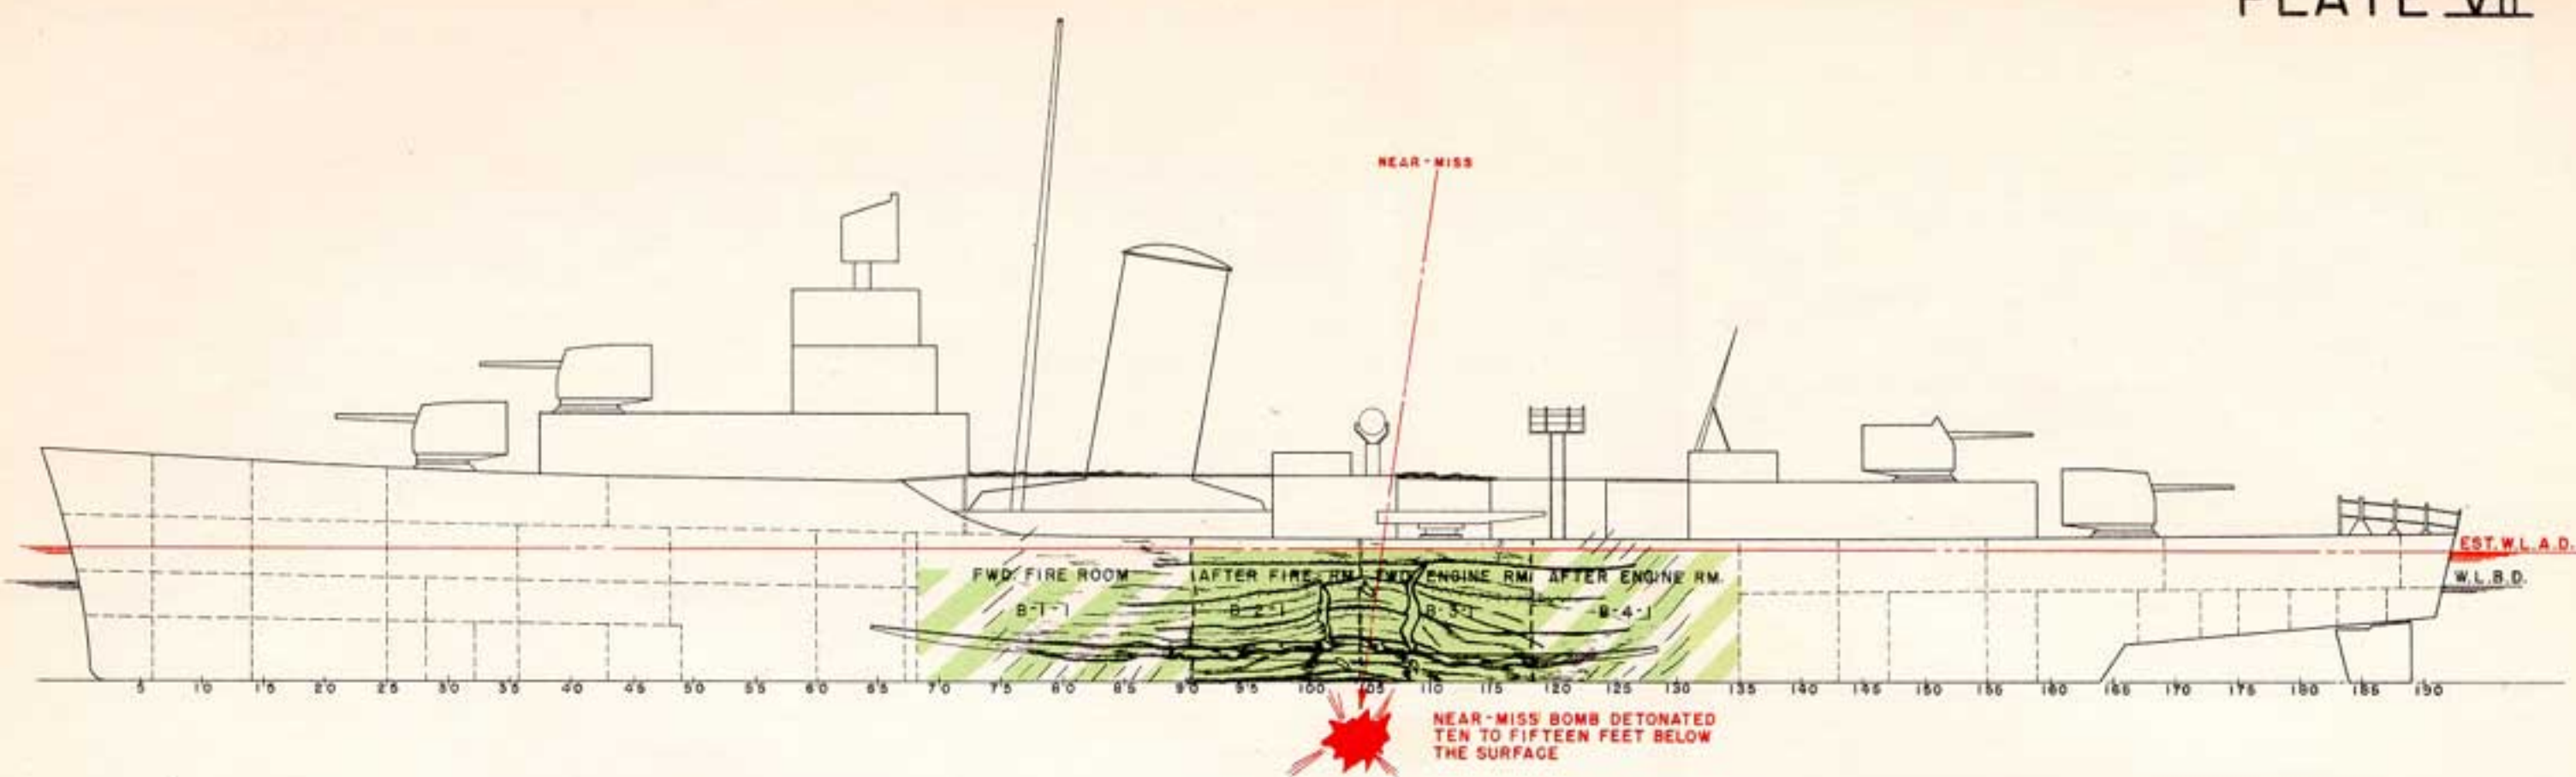 PLATE VII
NEAR-MISS
EST. W.L.A.D.
W.L.B.D.
FWD. FIRE ROOM AFTER FIRE RM. FWD. ENGINE RM. AFTER ENGINE RM.
B-1-1 B-2-1 B-3-1 B-4-1
5 10 15 20 25 30 35 40 45 50 55 60 65 70 75 80 85 90 95 100 105 110 115 120 125 130 135 140 145 150 155 160 165 170 175 180 185 190
NEAR-MISS BOMB DETONATED
TEN TO FIFTEEN FEET BELOW
THE SURFACE